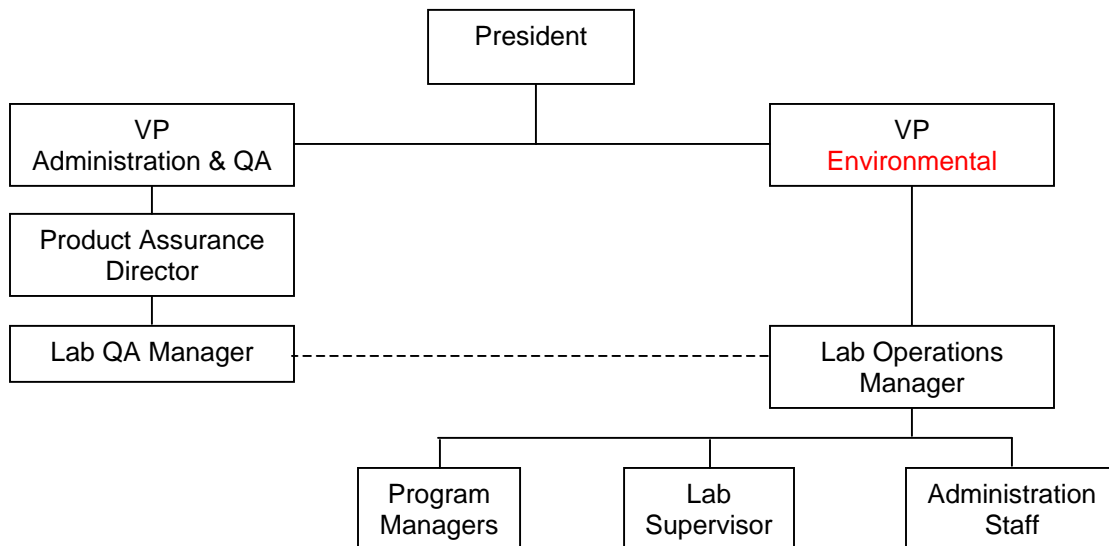 President
VP
Administration & QA
VP
Environmental
Product Assurance
Director
Lab QA Manager
Lab Operations
Manager
Program
Managers
Lab
Supervisor
Administration
Staff